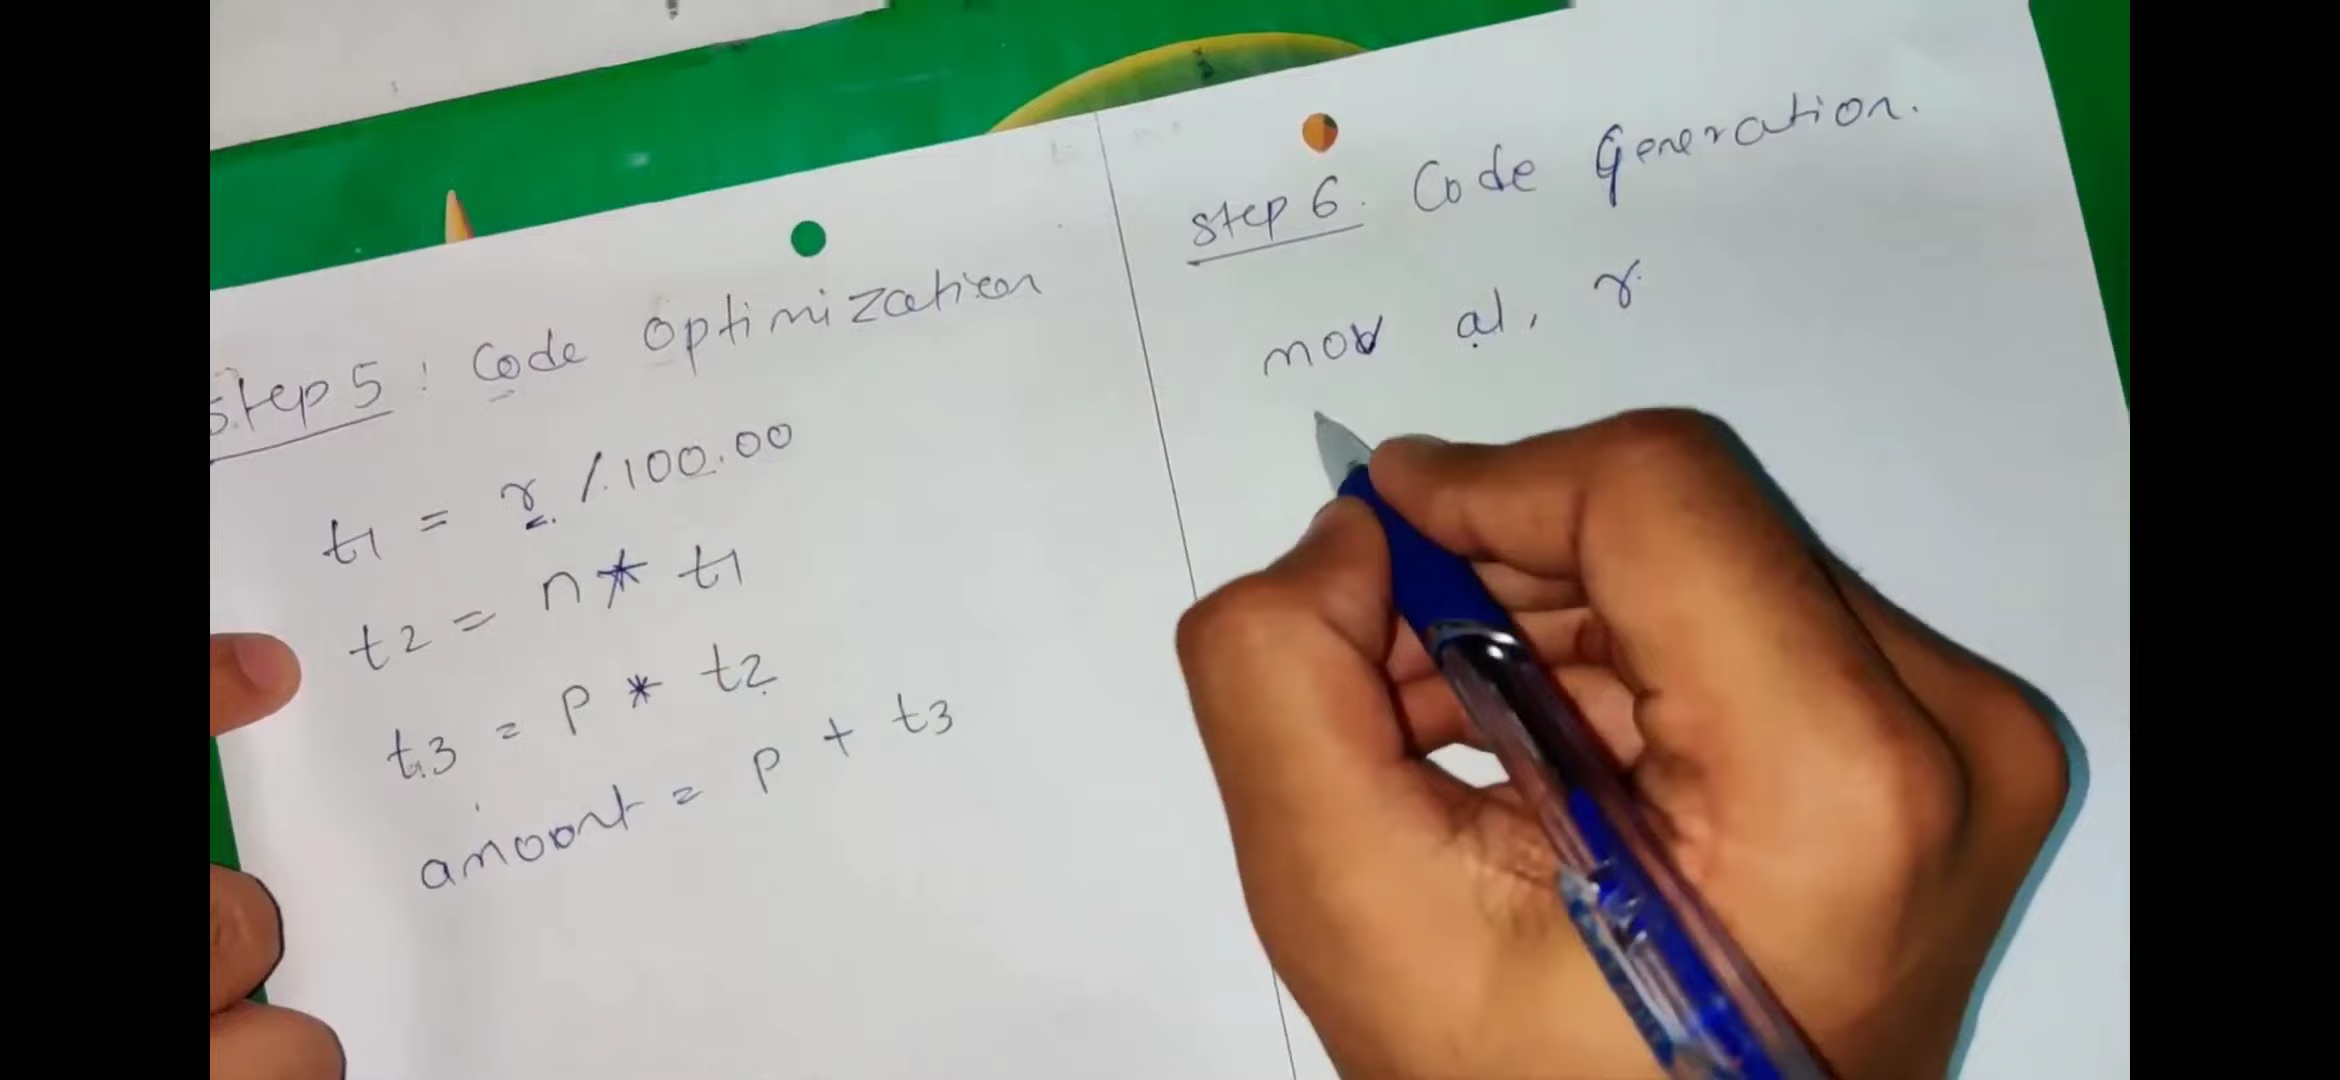 Step 5 : Code Optimization
t1 = r / 100.00
t2 = n * t1
t3 = p * t2
amount = p + t3
Step 6. Code Generation.
mov al, r